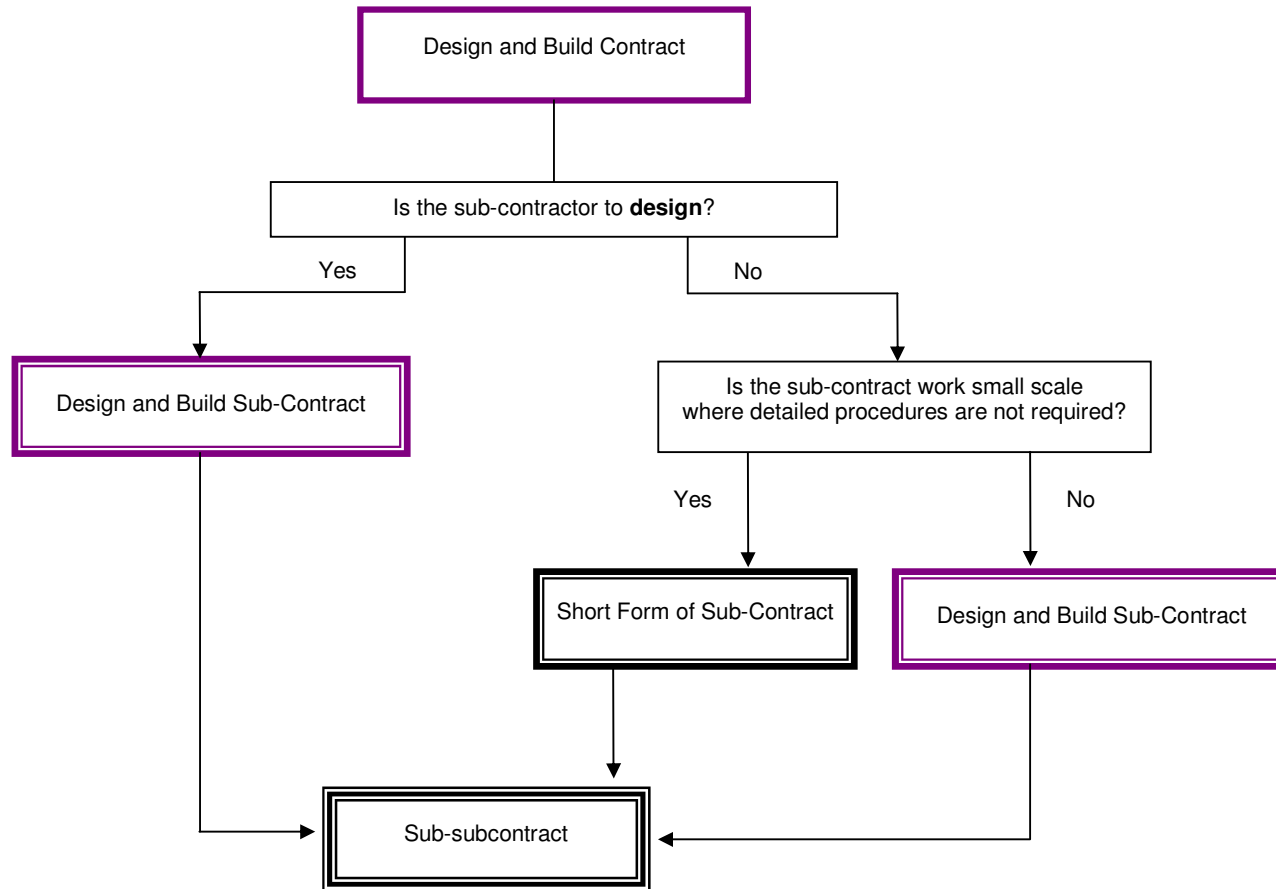 Design and Build Contract
Is the sub-contractor to design?
Yes
No
Design and Build Sub-Contract
Is the sub-contract work small scale
where detailed procedures are not required?
Yes
No
Short Form of Sub-Contract
Design and Build Sub-Contract
Sub-subcontract